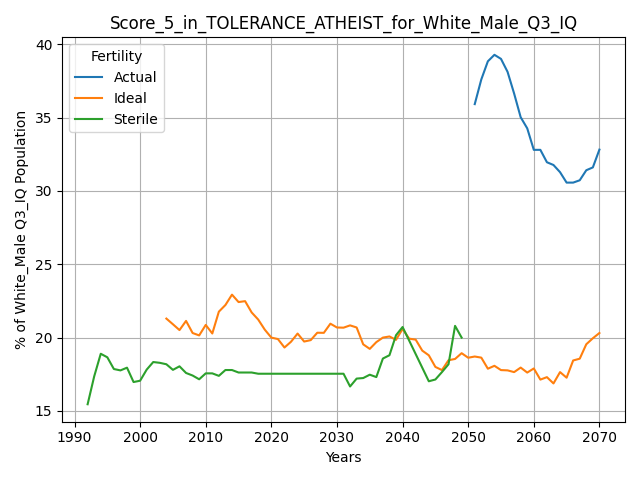 Score_5_in_TOLERANCE_ATHEIST_for_White_Male_Q3_IQ
% of White_Male Q3_IQ Population
40
35
30
25
20
15
Fertility
Actual
Ideal
Sterile
1990 2000 2010 2020 2030 2040 2050 2060 2070
Years